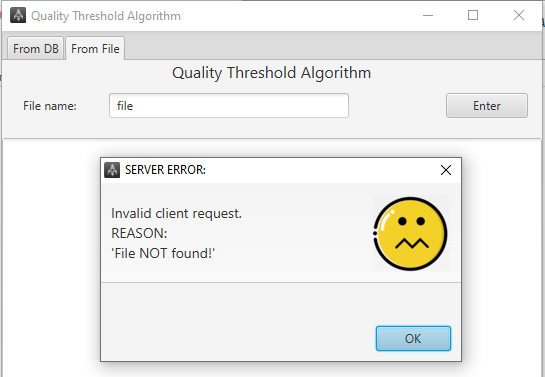 Quality Threshold Algorithm
From DB From File
Quality Threshold Algorithm
File name: file Enter
SERVER ERROR:
Invalid client request.
REASON:
'File NOT found!'
OK